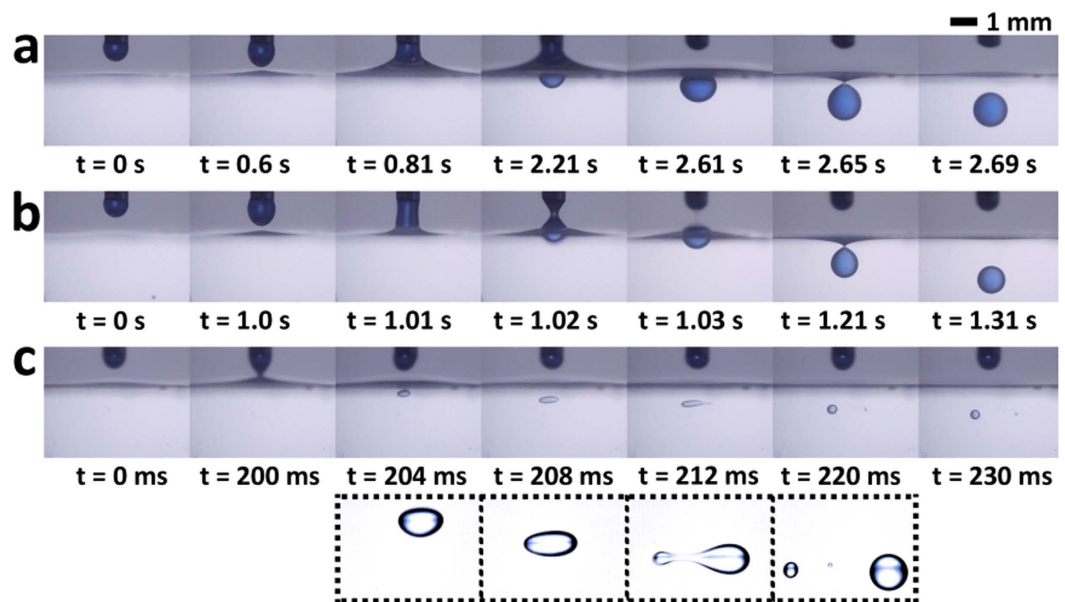 1 mm
a
t = 0 s t = 0.6 s t = 0.81 s t = 2.21 s t = 2.61 s t = 2.65 s t = 2.69 s
b
t = 0 s t = 1.0 s t = 1.01 s t = 1.02 s t = 1.03 s t = 1.21 s t = 1.31 s
c
t = 0 ms t = 200 ms t = 204 ms t = 208 ms t = 212 ms t = 220 ms t = 230 ms